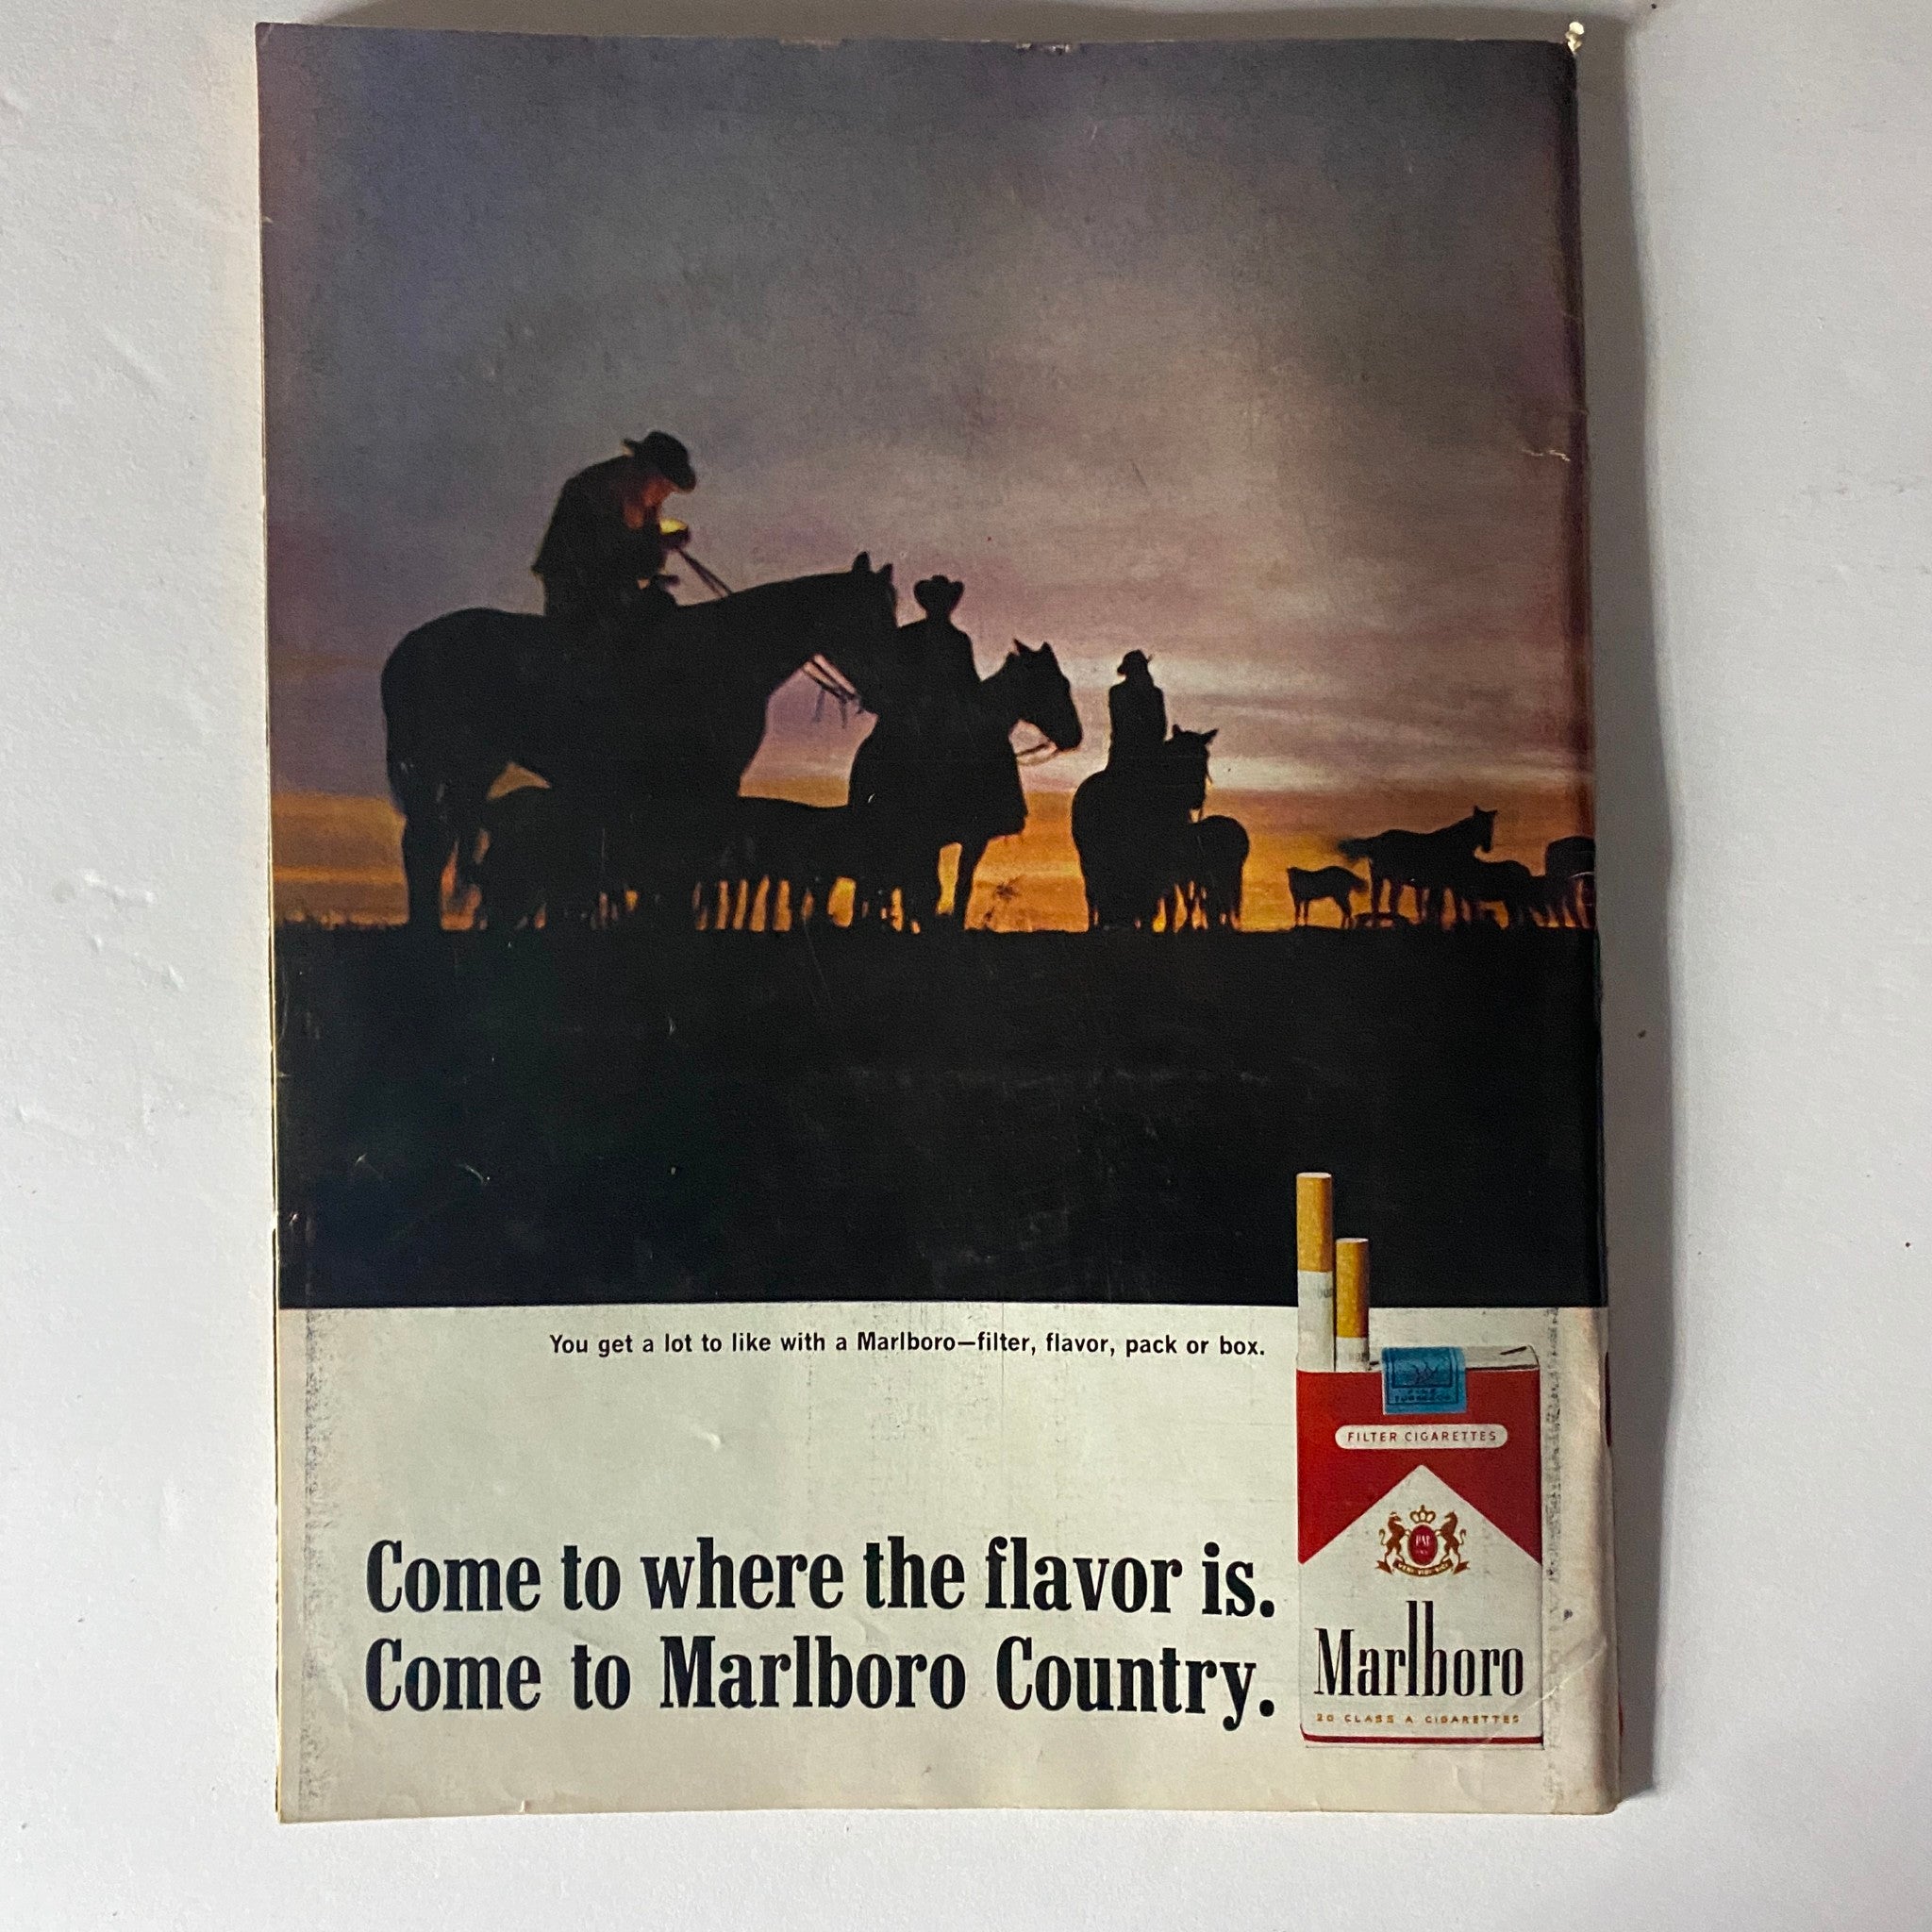 You get a lot to like with a Marlboro—filter, flavor, pack or box.
Come to where the flavor is.
Come to Marlboro Country.
FILTER CIGARETTES
Marlboro
20 CLASS A CIGARETTES